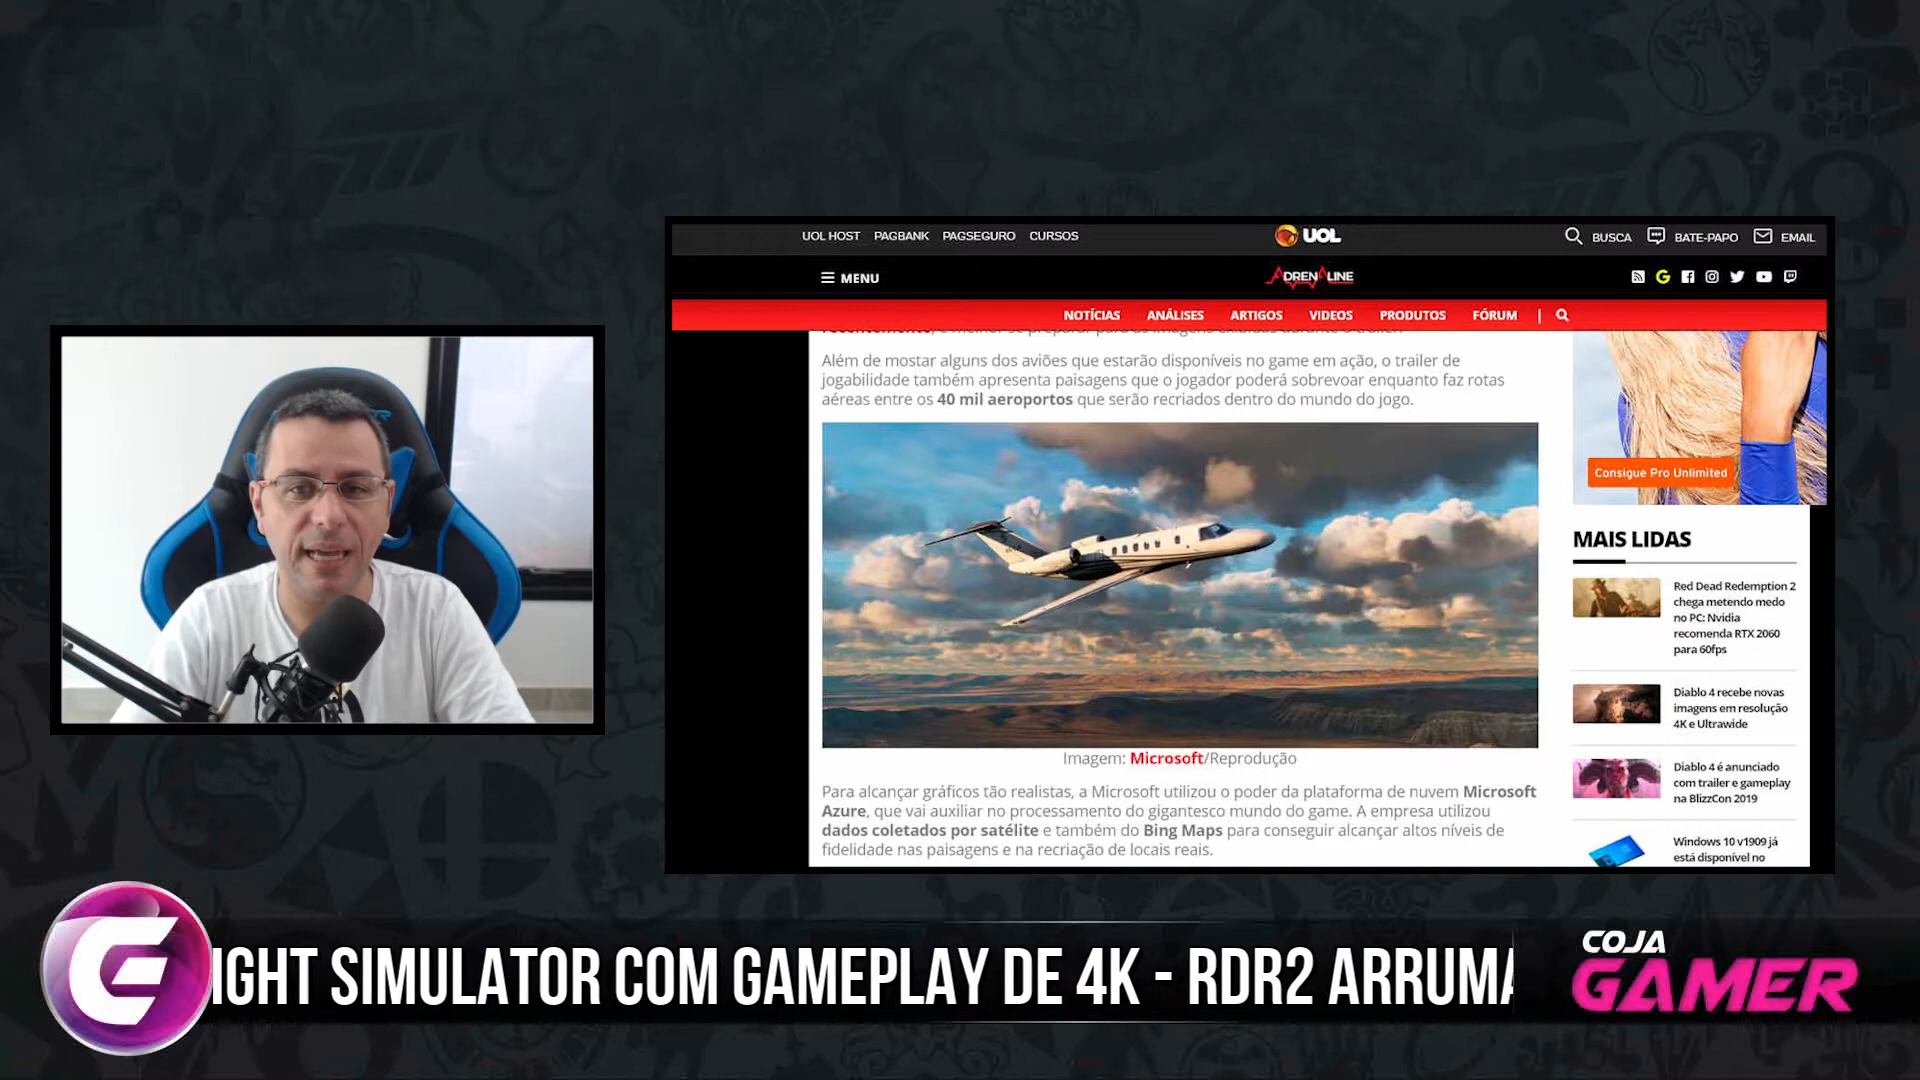 UOL HOST PAGBANK PAGSEGURO CURSOS
UOL
BUSCA BATE-PAPO EMAIL
MENU
ADRENALINE
NOTÍCIAS ANÁLISES ARTIGOS VIDEOS PRODUTOS FÓRUM |
Além de mostar alguns dos aviões que estarão disponíveis no game em ação, o trailer de
jogabilidade também apresenta paisagens que o jogador poderá sobrevoar enquanto faz rotas
aéreas entre os 40 mil aeroportos que serão recriados dentro do mundo do jogo.
Imagem: Microsoft/Reprodução
Para alcançar gráficos tão realistas, a Microsoft utilizou o poder da plataforma de nuvem Microsoft
Azure, que vai auxiliar no processamento do gigantesco mundo do game. A empresa utilizou
dados coletados por satélite e também do Bing Maps para conseguir alcançar altos níveis de
fidelidade nas paisagens e na recriação de locais reais.
Consigue Pro Unlimited
MAIS LIDAS
Red Dead Redemption 2
chega metendo medo
no PC: Nvidia
recomenda RTX 2060
para 60fps
Diablo 4 recebe novas
imagens em resolução
4K e Ultrawide
Diablo 4 é anunciado
com trailer e gameplay
na BlizzCon 2019
Windows 10 v1909 já
está disponível no
IGHT SIMULATOR COM GAMEPLAY DE 4K - RDR2 ARRUMA
COJA
GAMER